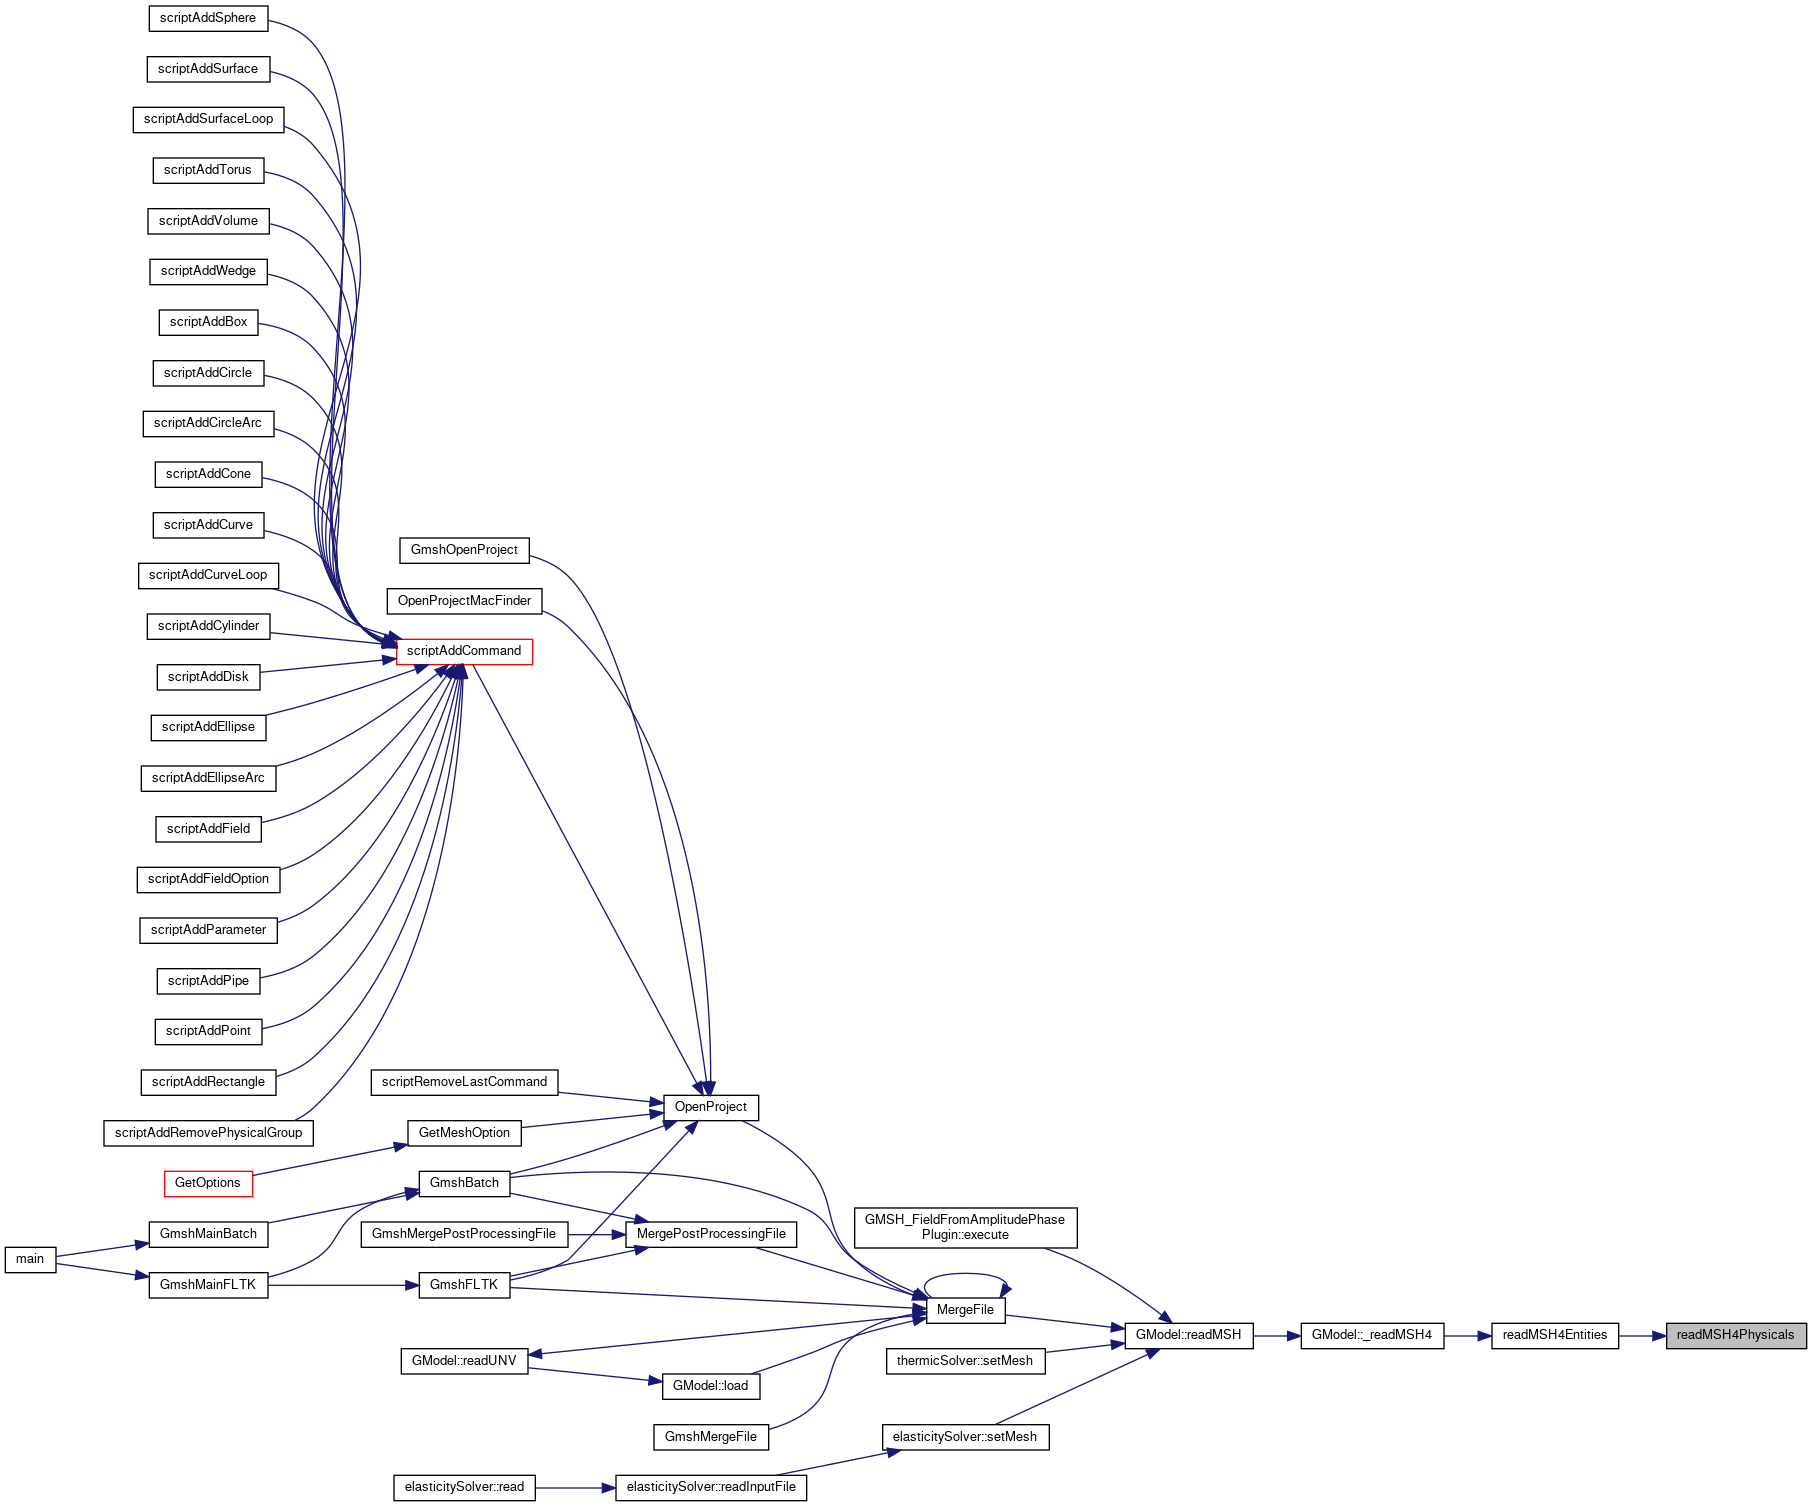 scriptAddSphere
scriptAddSurface
scriptAddSurfaceLoop
scriptAddTorus
scriptAddVolume
scriptAddWedge
scriptAddBox
scriptAddCircle
scriptAddCircleArc
scriptAddCone
scriptAddCurve
scriptAddCurveLoop
scriptAddCylinder
scriptAddDisk
scriptAddEllipse
scriptAddEllipseArc
scriptAddField
scriptAddFieldOption
scriptAddParameter
scriptAddPipe
scriptAddPoint
scriptAddRectangle
scriptAddRemovePhysicalGroup
GmshOpenProject
OpenProjectMacFinder
scriptAddCommand
scriptRemoveLastCommand
OpenProject
GetMeshOption
GetOptions
GmshBatch
GmshMainBatch
GmshMergePostProcessingFile
MergePostProcessingFile
GMSH_FieldFromAmplitudePhase
Plugin::execute
main
GmshMainFLTK
GmshFLTK
MergeFile
GModel::readMSH
GModel::_readMSH4
readMSH4Entities
readMSH4Physicals
GModel::readUNV
thermicSolver::setMesh
GModel::load
GmshMergeFile
elasticitySolver::setMesh
elasticitySolver::read
elasticitySolver::readInputFile